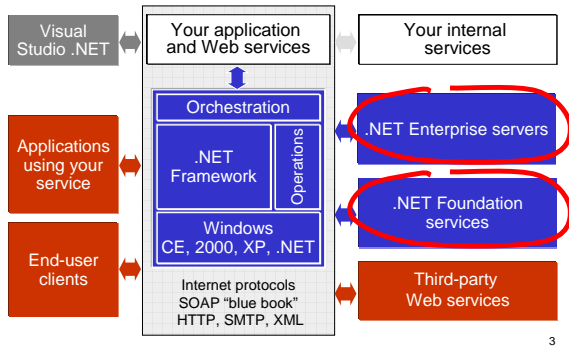 Visual
Studio .NET
Your application
and Web services
Your internal
services
Orchestration
.NET
Framework
Operations
Windows
CE, 2000, XP, .NET
Internet protocols
SOAP “blue book”
HTTP, SMTP, XML
Applications
using your
service
End-user
clients
.NET Enterprise servers
.NET Foundation
services
Third-party
Web services
3